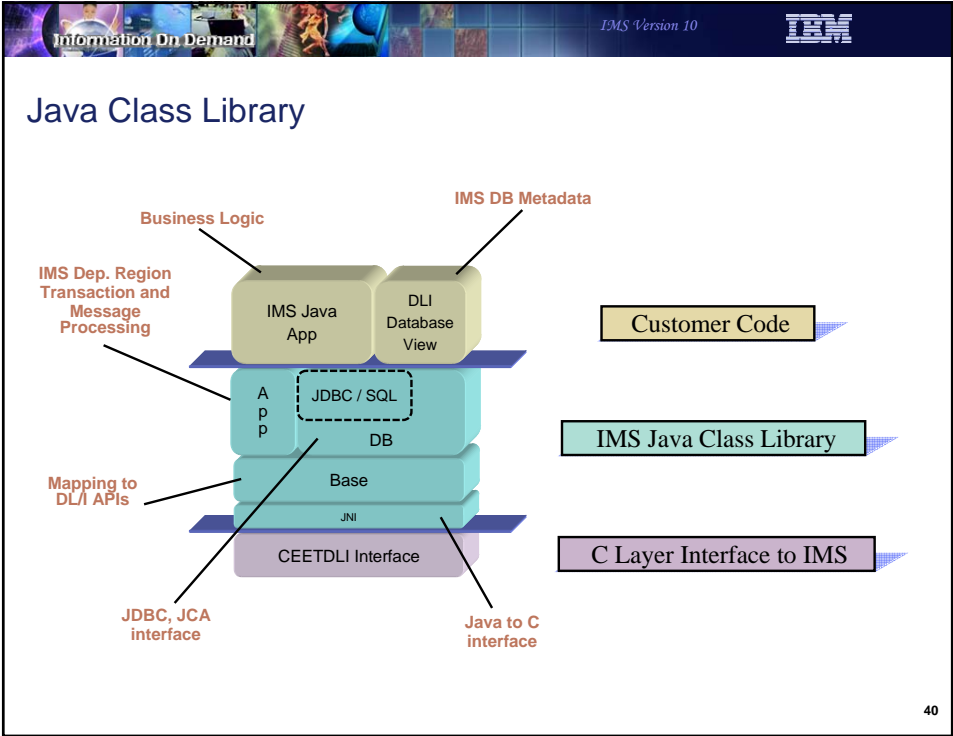 Information On Demand
IMS Version 10
IBM
Java Class Library
IMS DB Metadata
Business Logic
IMS Dep. Region
Transaction and
Message
Processing
IMS Java
App
DLI
Database
View
Customer Code
A
p
p
JDBC / SQL
DB
IMS Java Class Library
Mapping to
DL/I APIs
Base
JNI
CEETDLI Interface
C Layer Interface to IMS
JDBC, JCA
interface
Java to C
interface
40